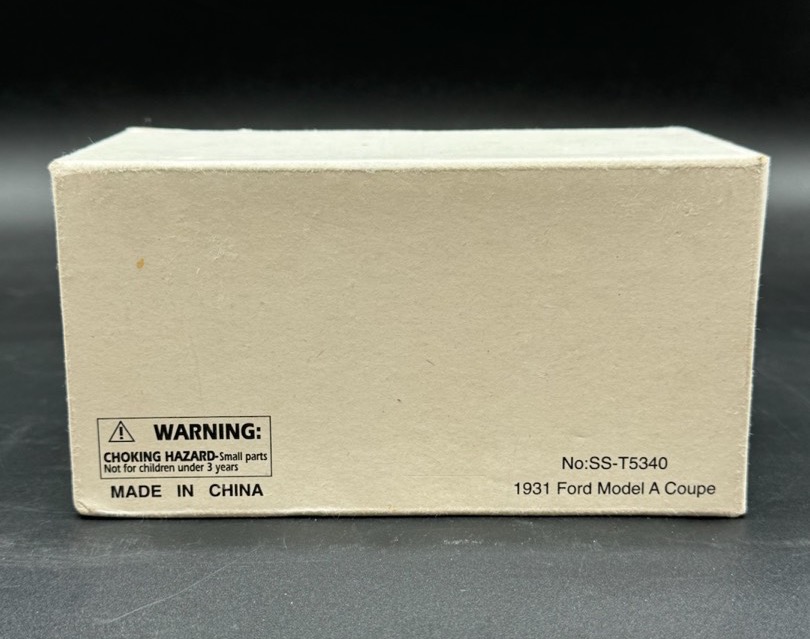 WARNING:
CHOKING HAZARD-Small parts
Not for children under 3 years
MADE IN CHINA
No:SS-T5340
1931 Ford Model A Coupe